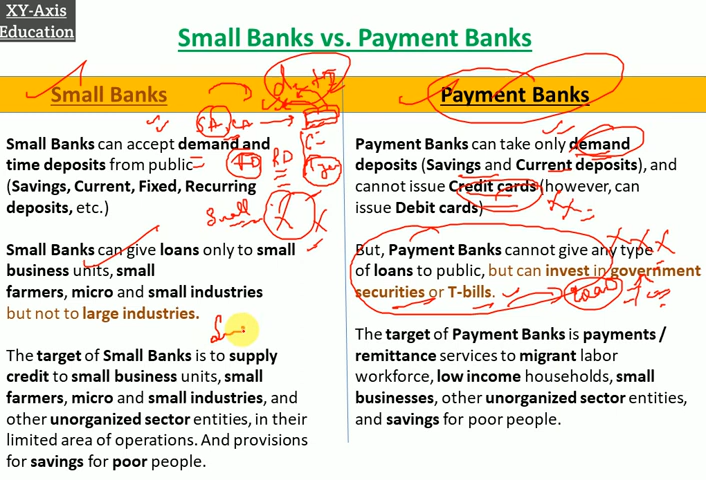 XY-Axis
Education
Small Banks vs. Payment Banks
Small Banks
Payment Banks
Small Banks can accept demand and
time deposits from public
(Savings, Current, Fixed, Recurring
deposits, etc.)
Small Banks can give loans only to small
business units, small
farmers, micro and small industries
but not to large industries.
The target of Small Banks is to supply
credit to small business units, small
farmers, micro and small industries, and
other unorganized sector entities, in their
limited area of operations. And provisions
for savings for poor people.
Payment Banks can take only demand
deposits (Savings and Current deposits), and
cannot issue Credit cards (however, can
issue Debit cards)
But, Payment Banks cannot give any type
of loans to public, but can invest in government
securities or T-bills.
The target of Payment Banks is payments /
remittance services to migrant labor
workforce, low income households, small
businesses, other unorganized sector entities,
and savings for poor people.
SA, CA
RD
Small